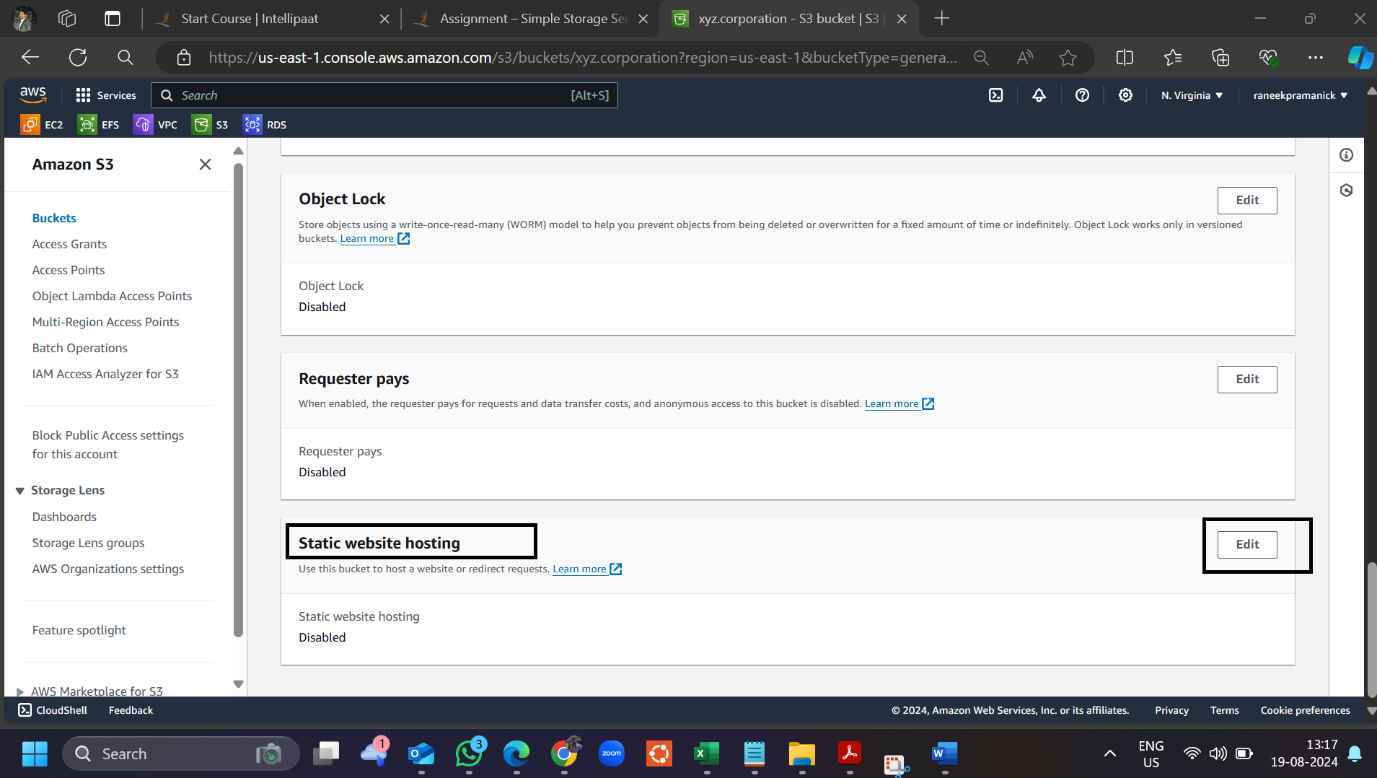 Start Course | Intellipaat
Assignment – Simple Storage Se
xyz.corporation - S3 bucket | S3 |
https://us-east-1.console.aws.amazon.com/s3/buckets/xyz.corporation?region=us-east-1&bucketType=genera...
aws
Services
Search
[Alt+S]
N. Virginia
raneekpramanick
EC2
EFS
VPC
S3
RDS
Amazon S3
Buckets
Access Grants
Access Points
Object Lambda Access Points
Multi-Region Access Points
Batch Operations
IAM Access Analyzer for S3
Block Public Access settings
for this account
Storage Lens
Dashboards
Storage Lens groups
AWS Organizations settings
Feature spotlight
AWS Marketplace for S3
Object Lock
Edit
Store objects using a write-once-read-many (WORM) model to help you prevent objects from being deleted or overwritten for a fixed amount of time or indefinitely. Object Lock works only in versioned
buckets. Learn more
Object Lock
Disabled
Requester pays
Edit
When enabled, the requester pays for requests and data transfer costs, and anonymous access to this bucket is disabled. Learn more
Requester pays
Disabled
Static website hosting
Edit
Use this bucket to host a website or redirect requests. Learn more
Static website hosting
Disabled
CloudShell
Feedback
© 2024, Amazon Web Services, Inc. or its affiliates.
Privacy
Terms
Cookie preferences
Search
1
3
zoom
ENG
US
13:17
19-08-2024